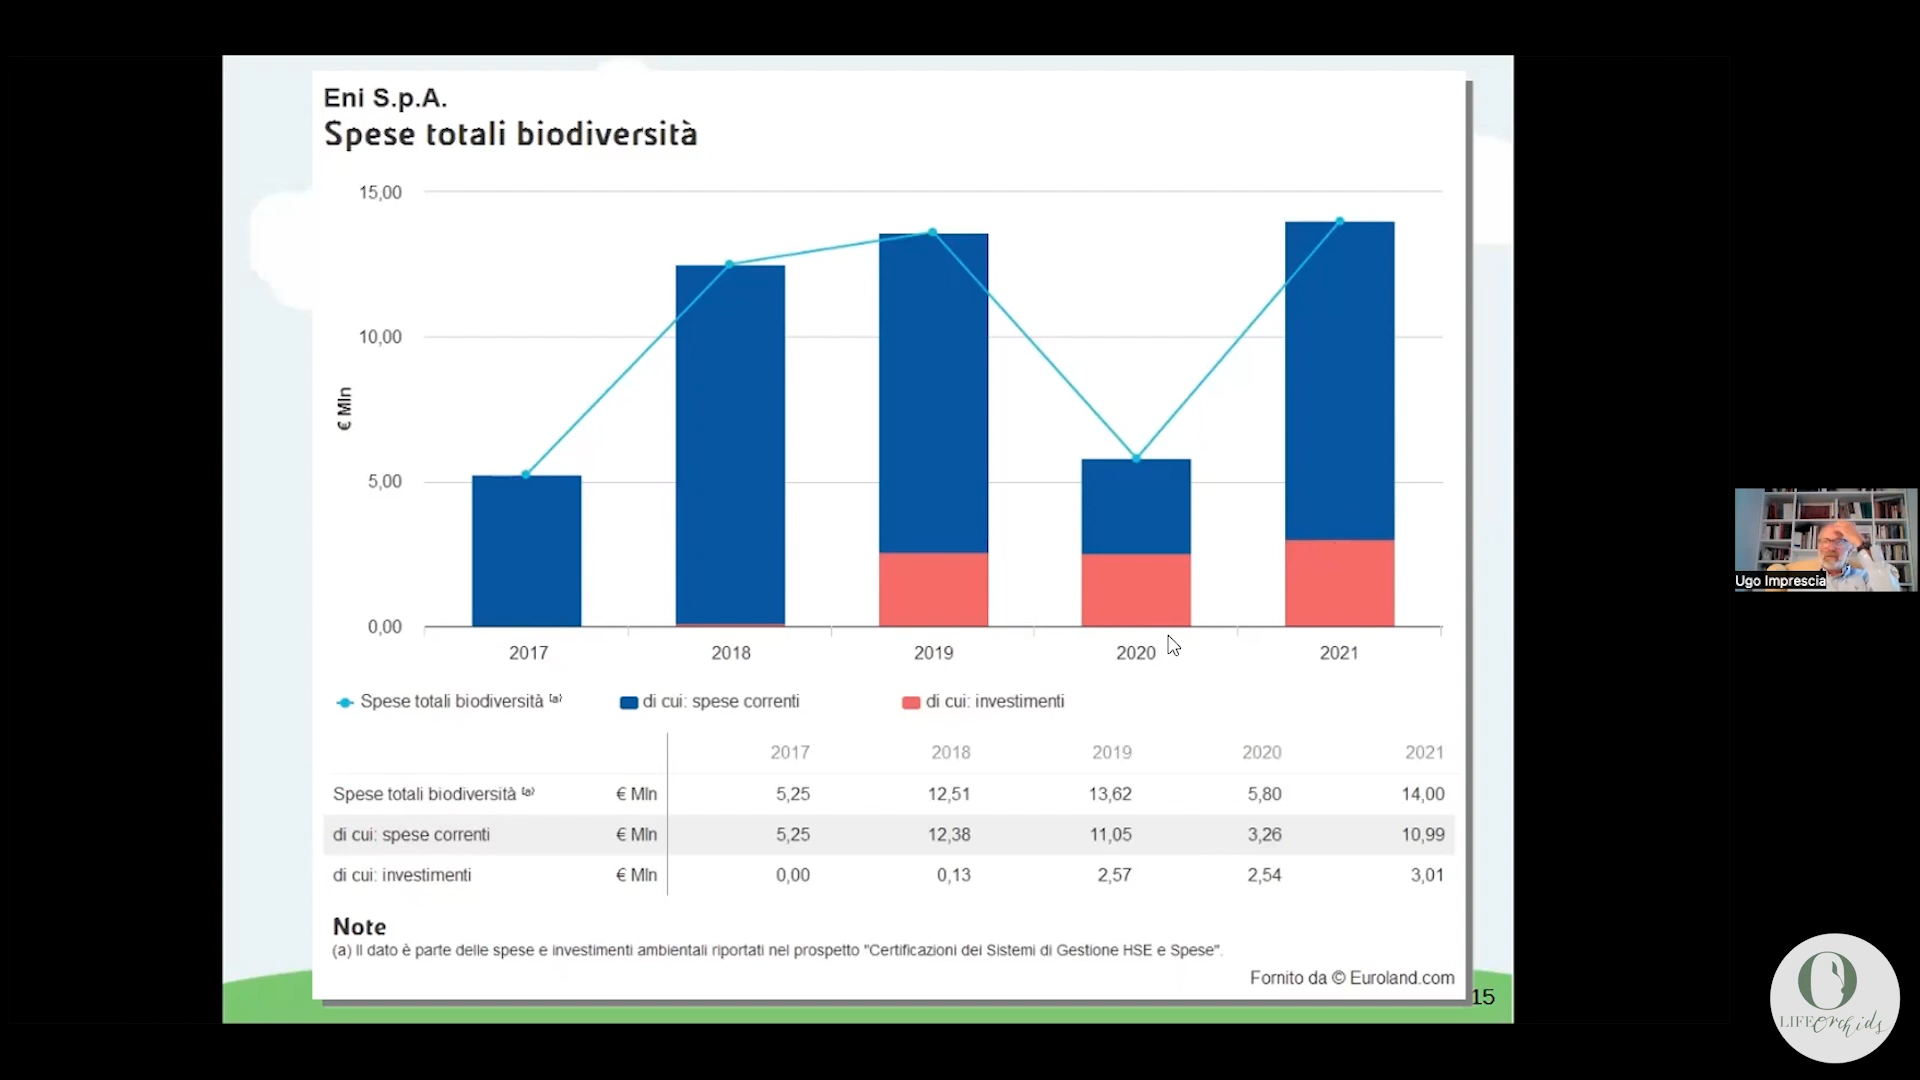 Eni S.p.A.
Spese totali biodiversità
15,00
10,00
5,00
0,00
€ Mln
2017 2018 2019 2020 2021
Spese totali biodiversità (a) di cui: spese correnti di cui: investimenti
2017 2018 2019 2020 2021
Spese totali biodiversità (a) € Mln 5,25 12,51 13,62 5,80 14,00
di cui: spese correnti € Mln 5,25 12,38 11,05 3,26 10,99
di cui: investimenti € Mln 0,00 0,13 2,57 2,54 3,01
Note
(a) Il dato è parte delle spese e investimenti ambientali riportati nel prospetto "Certificazioni dei Sistemi di Gestione HSE e Spese".
Fornito da © Euroland.com
15
Ugo Imprescia
O
LIFEorchids